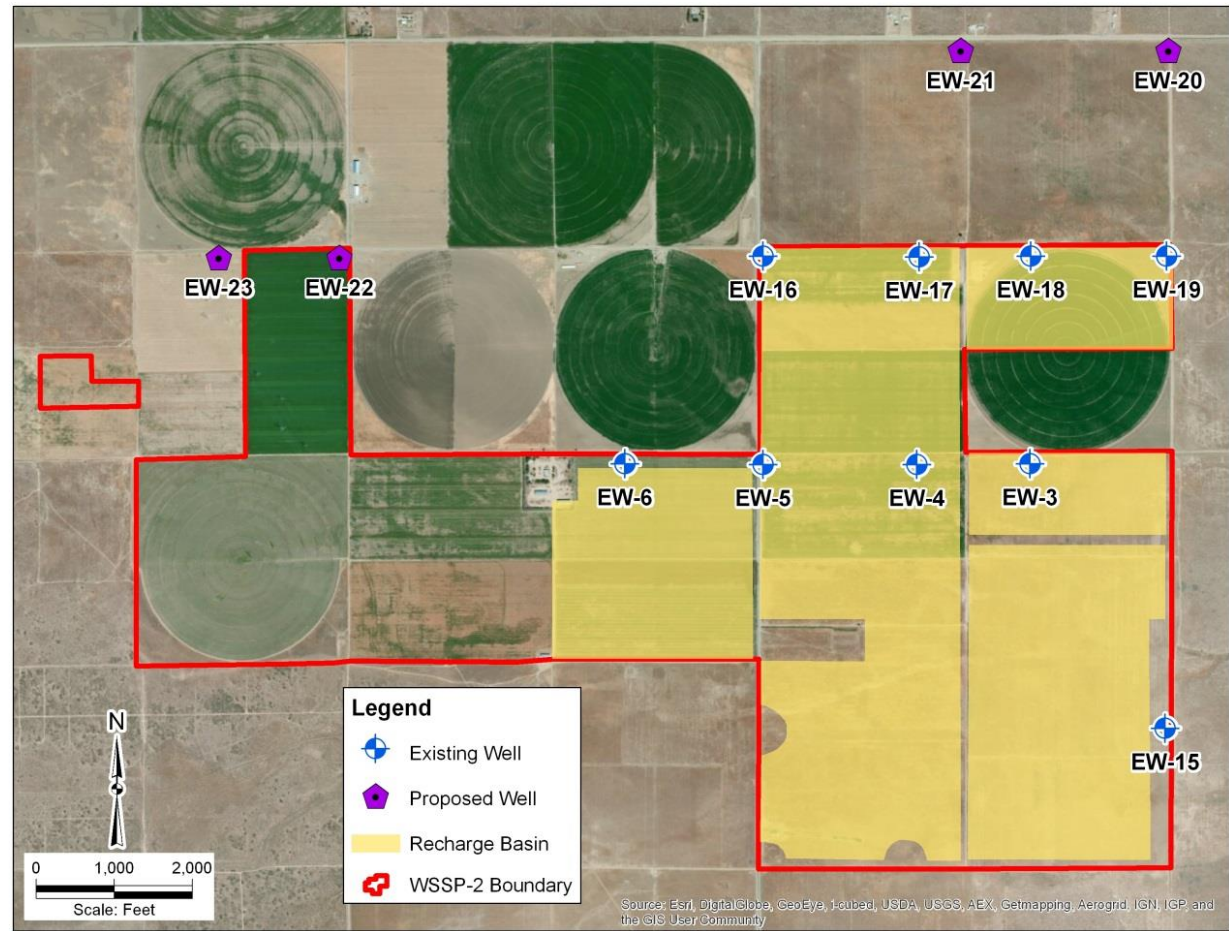 EW-21
EW-20
EW-23
EW-22
EW-16
EW-17
EW-18
EW-19
EW-6
EW-5
EW-4
EW-3
EW-15
Legend
Existing Well
Proposed Well
Recharge Basin
WSSP-2 Boundary
N
0 1,000 2,000
Scale: Feet
Source: Esri, DigitalGlobe, GeoEye, i-cubed, USDA, USGS, AEX, Getmapping, Aerogrid, IGN, IGP, and
the GIS User Community